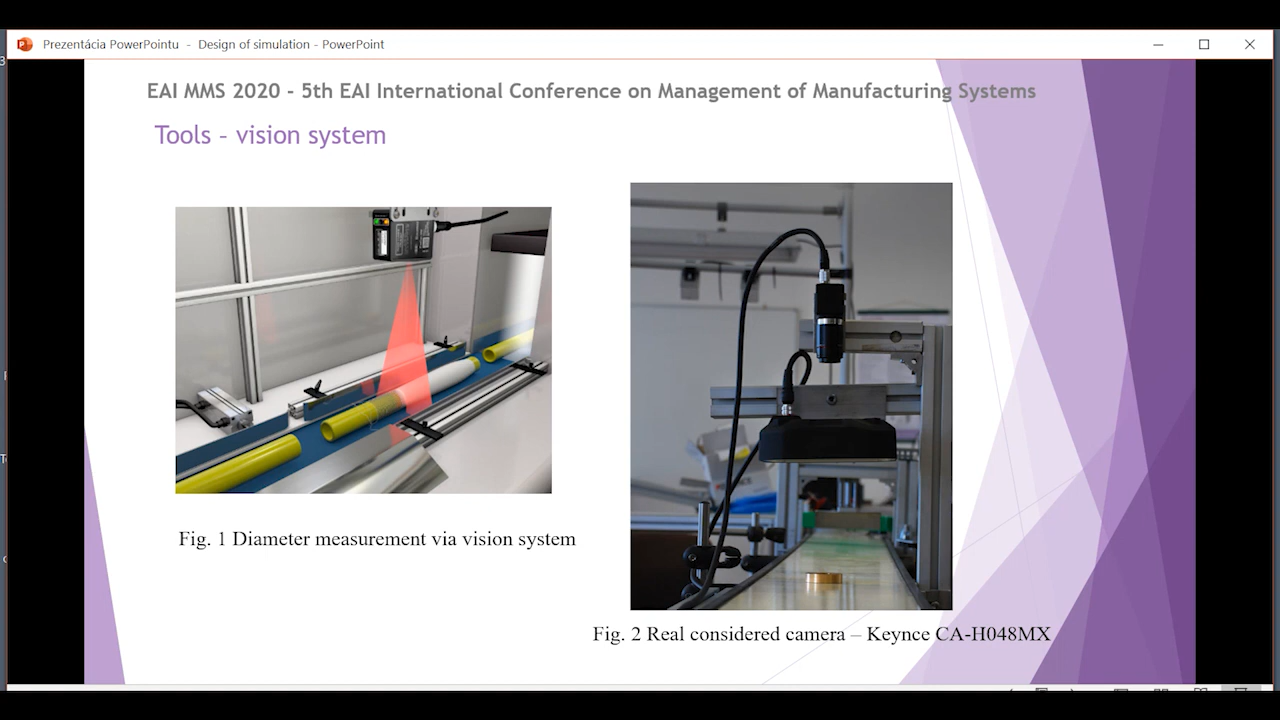 Prezentácia PowerPointu - Design of simulation - PowerPoint
EAI MMS 2020 - 5th EAI International Conference on Management of Manufacturing Systems
Tools – vision system
Fig. 1 Diameter measurement via vision system
Fig. 2 Real considered camera – Keynce CA-H048MX